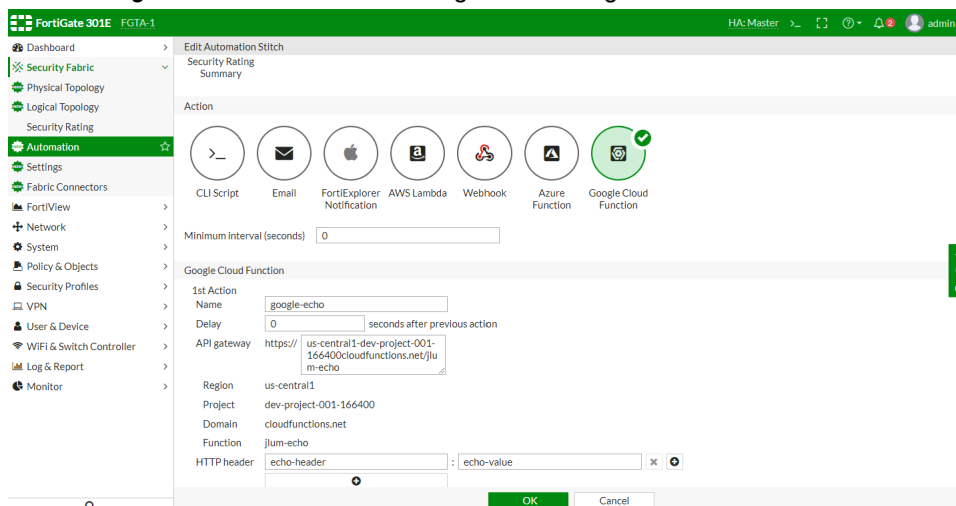 FortiGate 301E FGTA-1
HA: Master >_ 2 admin
Dashboard
Security Fabric
Physical Topology
Logical Topology
Security Rating
Automation
Settings
Fabric Connectors
FortiView
Network
System
Policy & Objects
Security Profiles
VPN
User & Device
WiFi & Switch Controller
Log & Report
Monitor
Edit Automation Stitch
Security Rating
Summary
Action
CLI Script
Email
FortiExplorer
Notification
AWS Lambda
Webhook
Azure
Function
Google Cloud
Function
Minimum interval (seconds) 0
Google Cloud Function
1st Action
Name google-echo
Delay 0 seconds after previous action
API gateway https:// us-central1-dev-project-001-
166400cloudfunctions.net/jlu
m-echo
Region us-central1
Project dev-project-001-166400
Domain cloudfunctions.net
Function jlum-echo
HTTP header echo-header : echo-value
OK Cancel